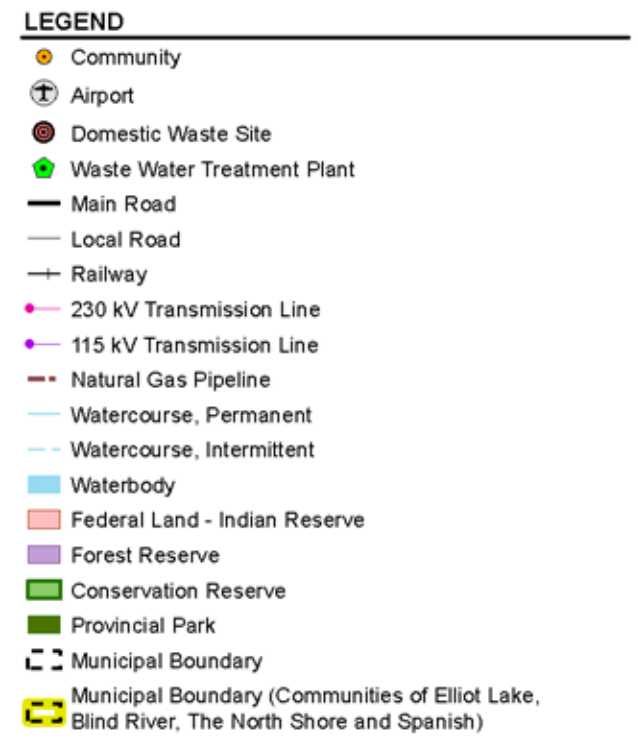 LEGEND
Community
Airport
Domestic Waste Site
Waste Water Treatment Plant
Main Road
Local Road
Railway
230 kV Transmission Line
115 kV Transmission Line
Natural Gas Pipeline
Watercourse, Permanent
Watercourse, Intermittent
Waterbody
Federal Land - Indian Reserve
Forest Reserve
Conservation Reserve
Provincial Park
Municipal Boundary
Municipal Boundary (Communities of Elliot Lake,
Blind River, The North Shore and Spanish)